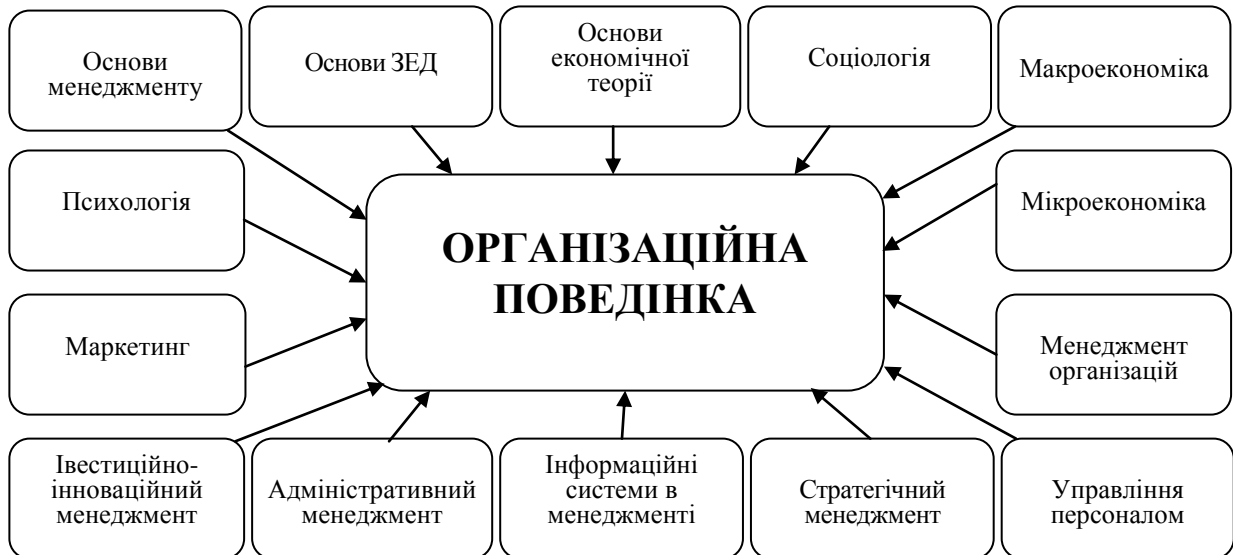 Основи
менеджменту
Основи ЗЕД
Основи
економічної
теорії
Соціологія
Макроекономіка
Психологія
ОРГАНІЗАЦІЙНА
ПОВЕДІНКА
Мікроекономіка
Маркетинг
Менеджмент
організацій
Івестиційно-
інноваційний
менеджмент
Адміністративний
менеджмент
Інформаційні
системи в
менеджменті
Стратегічний
менеджмент
Управління
персоналом